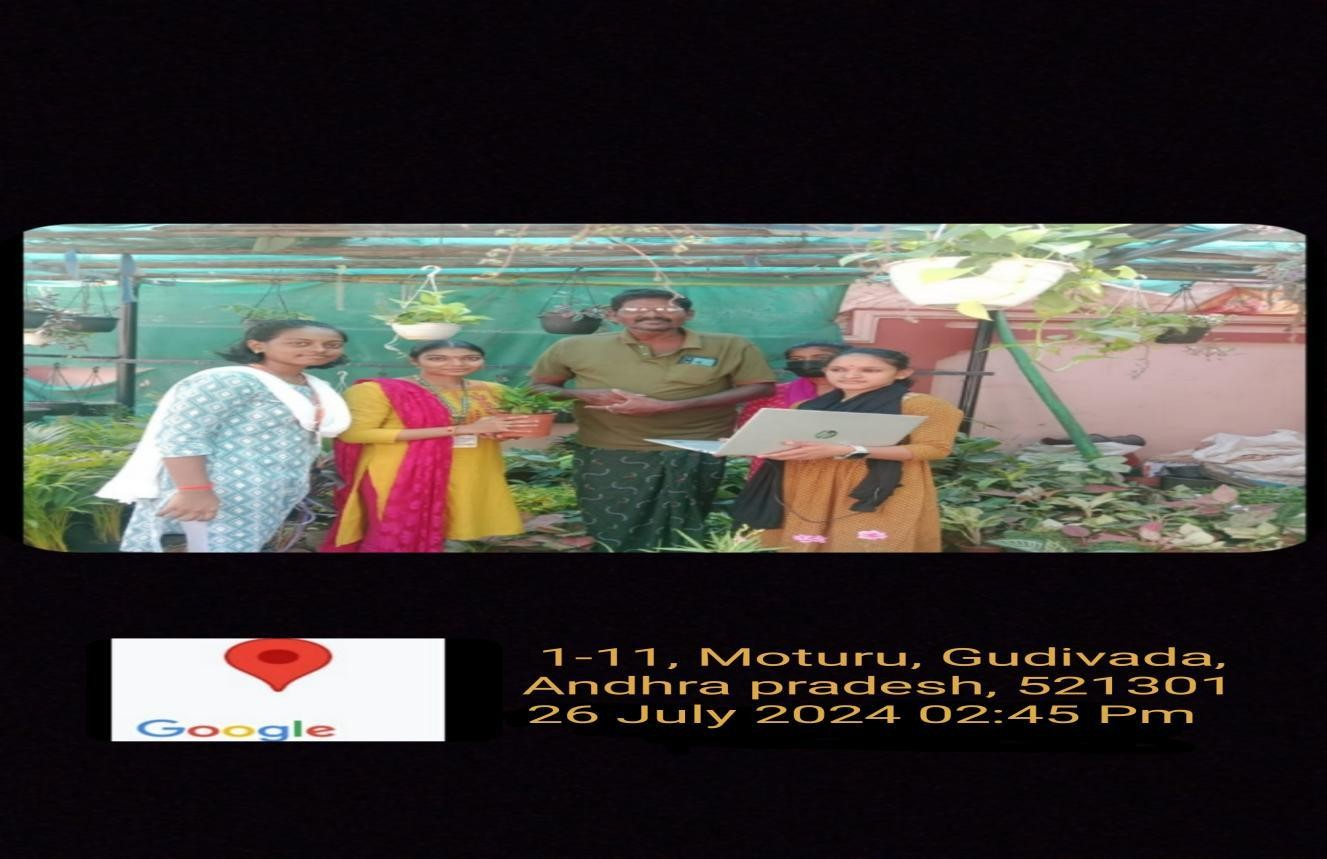 Google
1-11, Moturu, Gudivada,
Andhra pradesh, 521301
26 July 2024 02:45 Pm